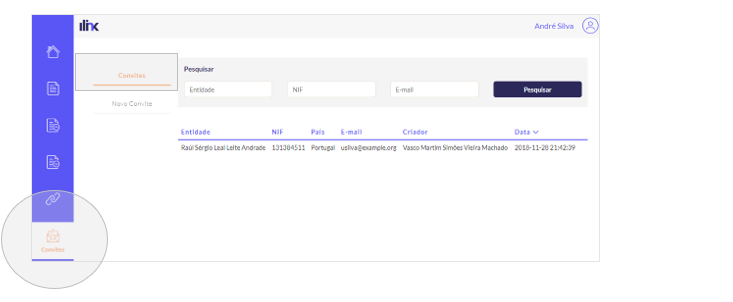 ilinx
André Silva
Convites
Novo Convite
Pesquisar
Entidade
NIF
E-mail
Pesquisar
Entidade NIF País E-mail Criador Data
Raúl Sérgio Leal Leite Andrade 131384511 Portugal usilva@example.org Vasco Martim Simões Vieira Machado 2018-11-28 21:42:39
Convites